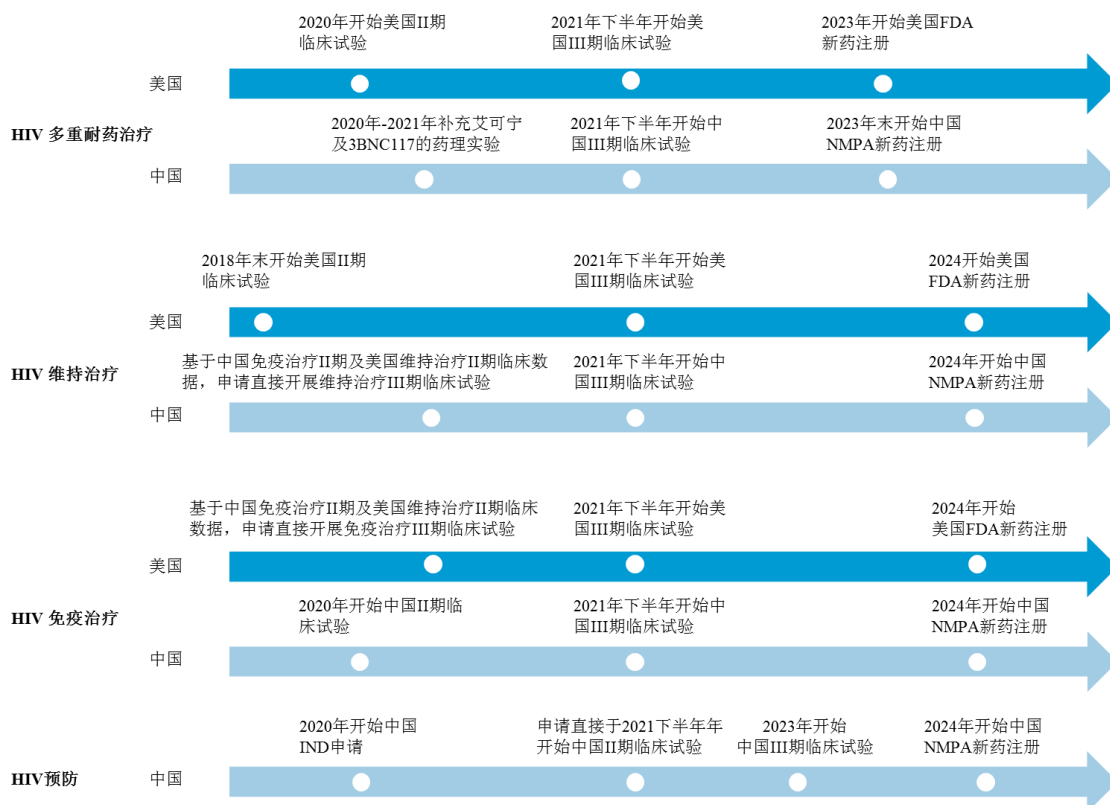 2020年开始美国II期
临床试验
2021年下半年开始美
国III期临床试验
2023年开始美国FDA
新药注册
美国
HIV 多重耐药治疗
2020年-2021年补充艾可宁
及3BNC117的药理实验
2021年下半年开始中
国III期临床试验
2023年末开始中国
NMPA新药注册
中国
2018年末开始美国II期
临床试验
2021年下半年开始美
国III期临床试验
2024开始美国
FDA新药注册
美国
HIV 维持治疗
基于中国免疫治疗II期及美国维持治疗II期临床数
据，申请直接开展维持治疗III期临床试验
2021年下半年开始中
国III期临床试验
2024年开始中国
NMPA新药注册
中国
基于中国免疫治疗II期及美国维持治疗II期临床
数据，申请直接开展免疫治疗III期临床试验
2021年下半年开始美
国III期临床试验
2024年开始
美国FDA新药注册
美国
HIV 免疫治疗
2020年开始中国II期临
床试验
2021年下半年开始中
国III期临床试验
2024年开始中国
NMPA新药注册
中国
2020年开始中国
IND申请
申请直接于2021下半年年
开始中国II期临床试验
2023年开始
中国III期临床试验
2024年开始中国
NMPA新药注册
HIV预防
中国